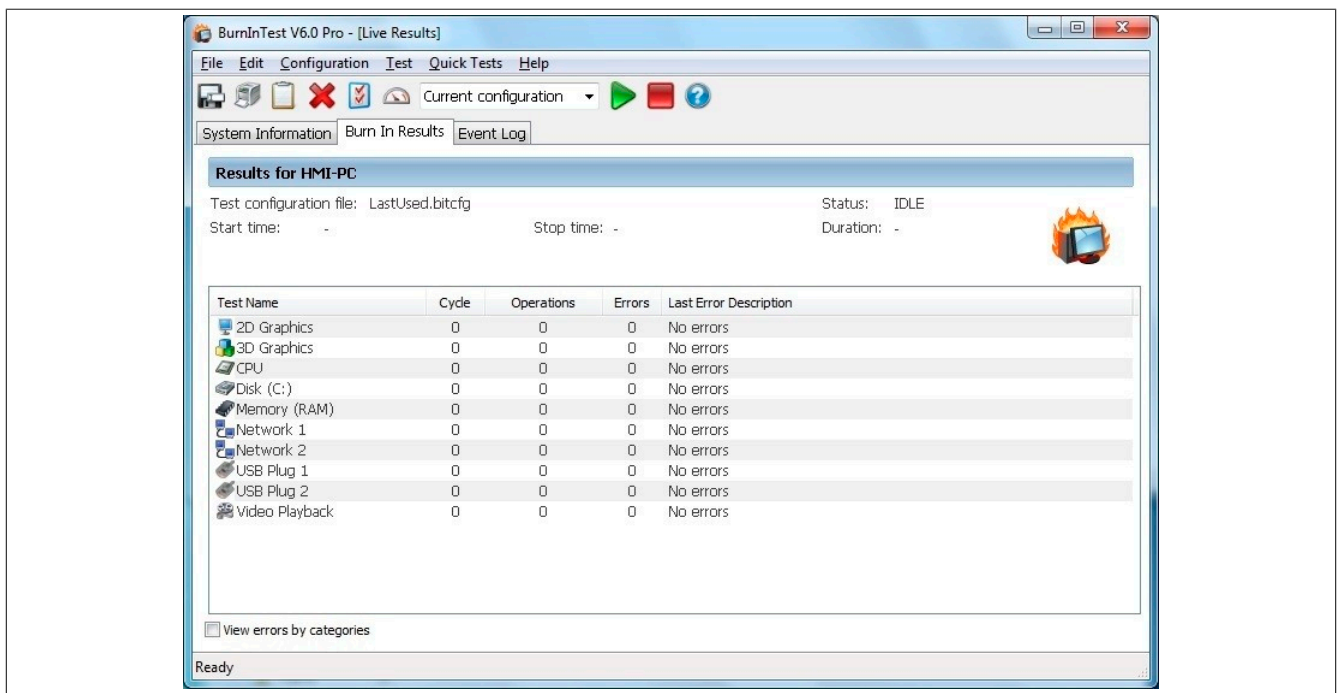 BurnInTest V6.0 Pro - [Live Results]
File Edit Configuration Test Quick Tests Help
Current configuration
System Information Burn In Results Event Log
Results for HMI-PC
Test configuration file: LastUsed.bitcfg Status: IDLE
Start time: - Stop time: - Duration: -
Test Name Cycle Operations Errors Last Error Description
2D Graphics 0 0 0 No errors
3D Graphics 0 0 0 No errors
CPU 0 0 0 No errors
Disk (C:) 0 0 0 No errors
Memory (RAM) 0 0 0 No errors
Network 1 0 0 0 No errors
Network 2 0 0 0 No errors
USB Plug 1 0 0 0 No errors
USB Plug 2 0 0 0 No errors
Video Playback 0 0 0 No errors
View errors by categories
Ready